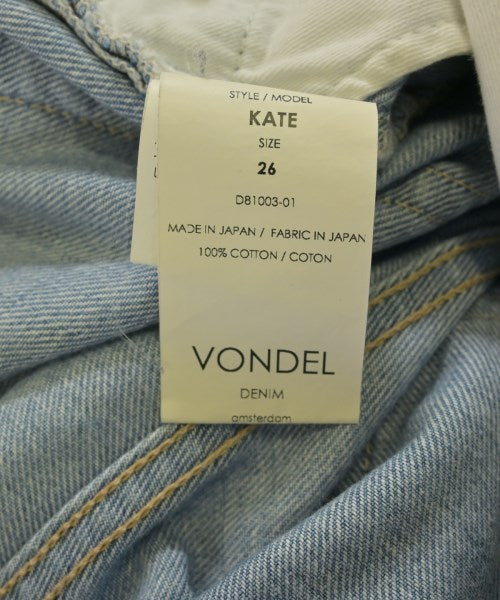 STYLE / MODEL
KATE
SIZE
26
D81003-01
MADE IN JAPAN / FABRIC IN JAPAN
100% COTTON / COTON
VONDEL
DENIM
amsterdam